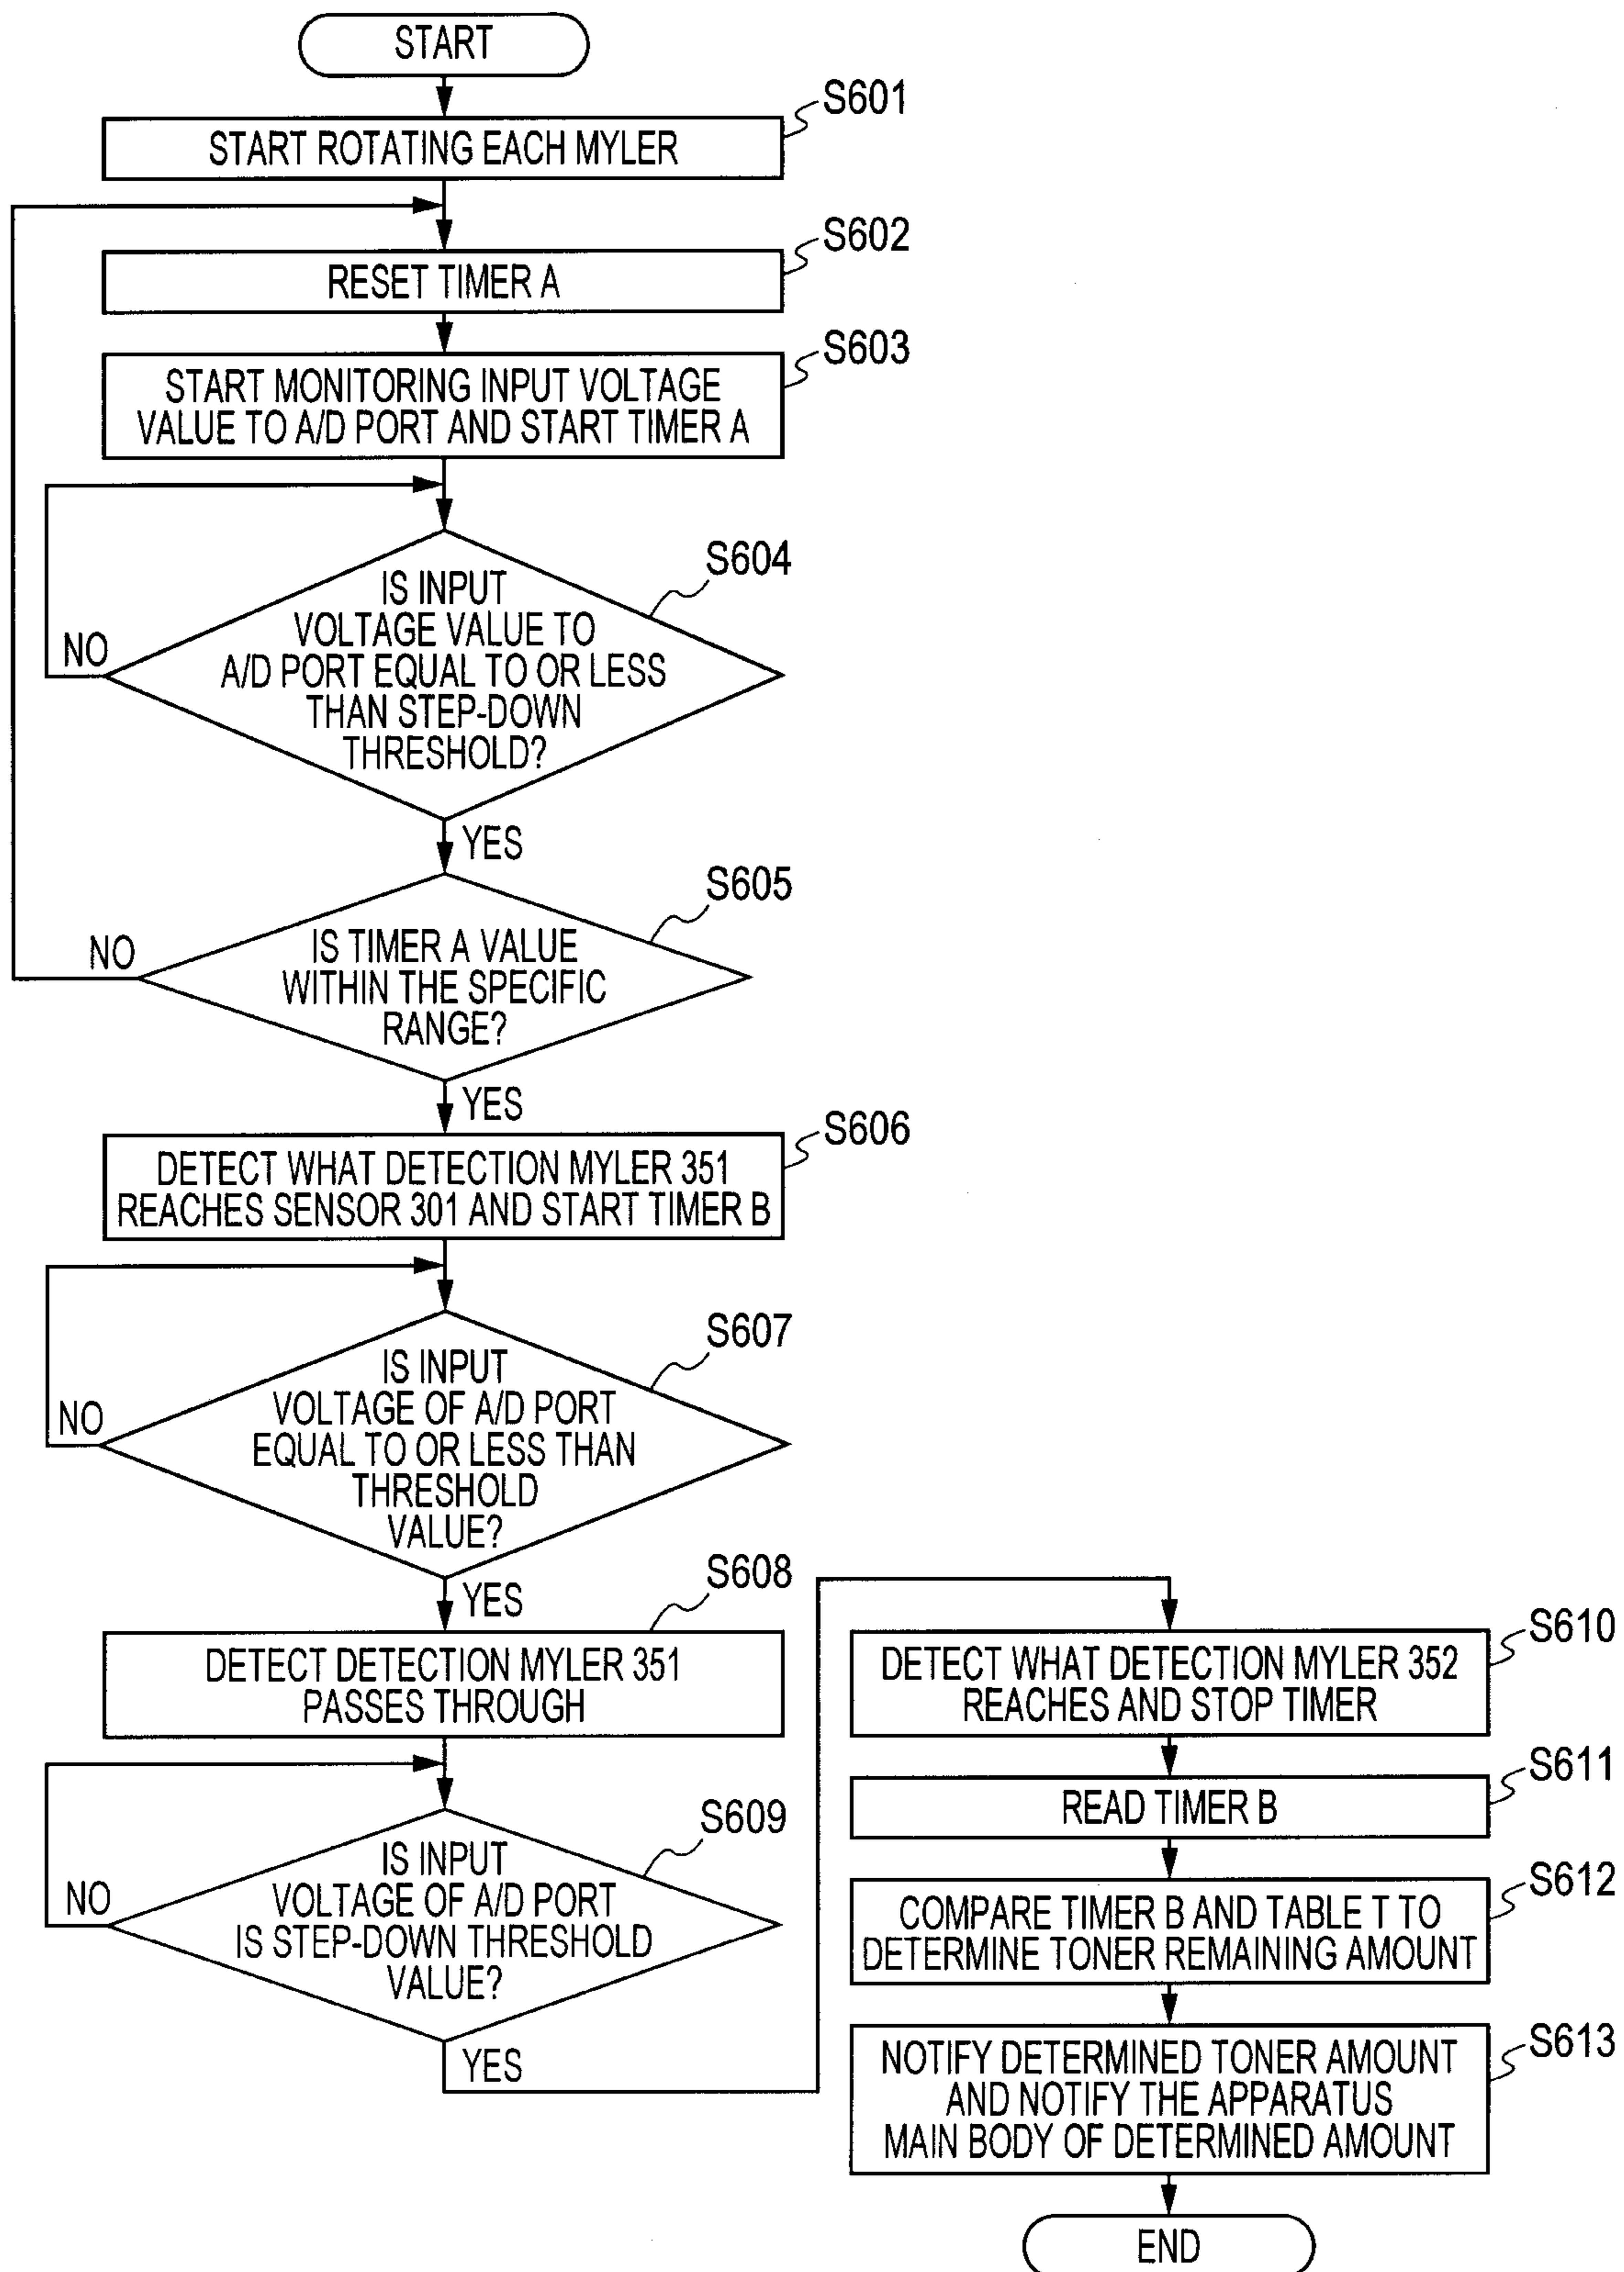 START
S601
START ROTATING EACH MYLER
S602
RESET TIMER A
S603
START MONITORING INPUT VOLTAGE
VALUE TO A/D PORT AND START TIMER A
S604
IS INPUT
VOLTAGE VALUE TO
A/D PORT EQUAL TO OR LESS
THAN STEP-DOWN
THRESHOLD?
NO
YES
S605
IS TIMER A VALUE
WITHIN THE SPECIFIC
RANGE?
NO
YES
S606
DETECT WHAT DETECTION MYLER 351
REACHES SENSOR 301 AND START TIMER B
S607
IS INPUT
VOLTAGE OF A/D PORT
EQUAL TO OR LESS THAN
THRESHOLD
VALUE?
NO
YES
S608
DETECT DETECTION MYLER 351
PASSES THROUGH
S609
IS INPUT
VOLTAGE OF A/D PORT
IS STEP-DOWN THRESHOLD
VALUE?
NO
YES
S610
DETECT WHAT DETECTION MYLER 352
REACHES AND STOP TIMER
S611
READ TIMER B
S612
COMPARE TIMER B AND TABLE T TO
DETERMINE TONER REMAINING AMOUNT
S613
NOTIFY DETERMINED TONER AMOUNT
AND NOTIFY THE APPARATUS
MAIN BODY OF DETERMINED AMOUNT
END